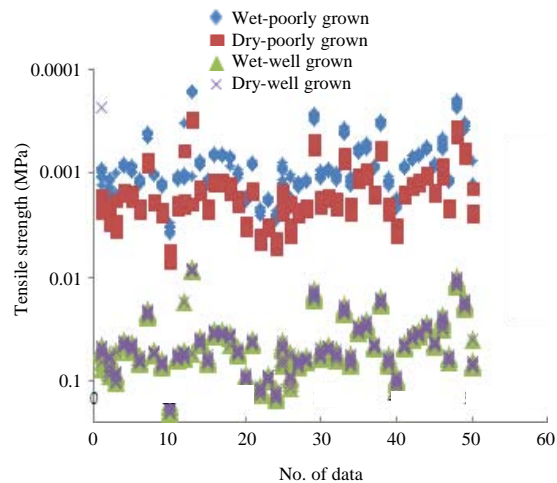 Wet-poorly grown
Dry-poorly grown
Wet-well grown
Dry-well grown
0.0001
0.001
0.01
0.1
Tensile strength (MPa)
0 10 20 30 40 50 60
No. of data